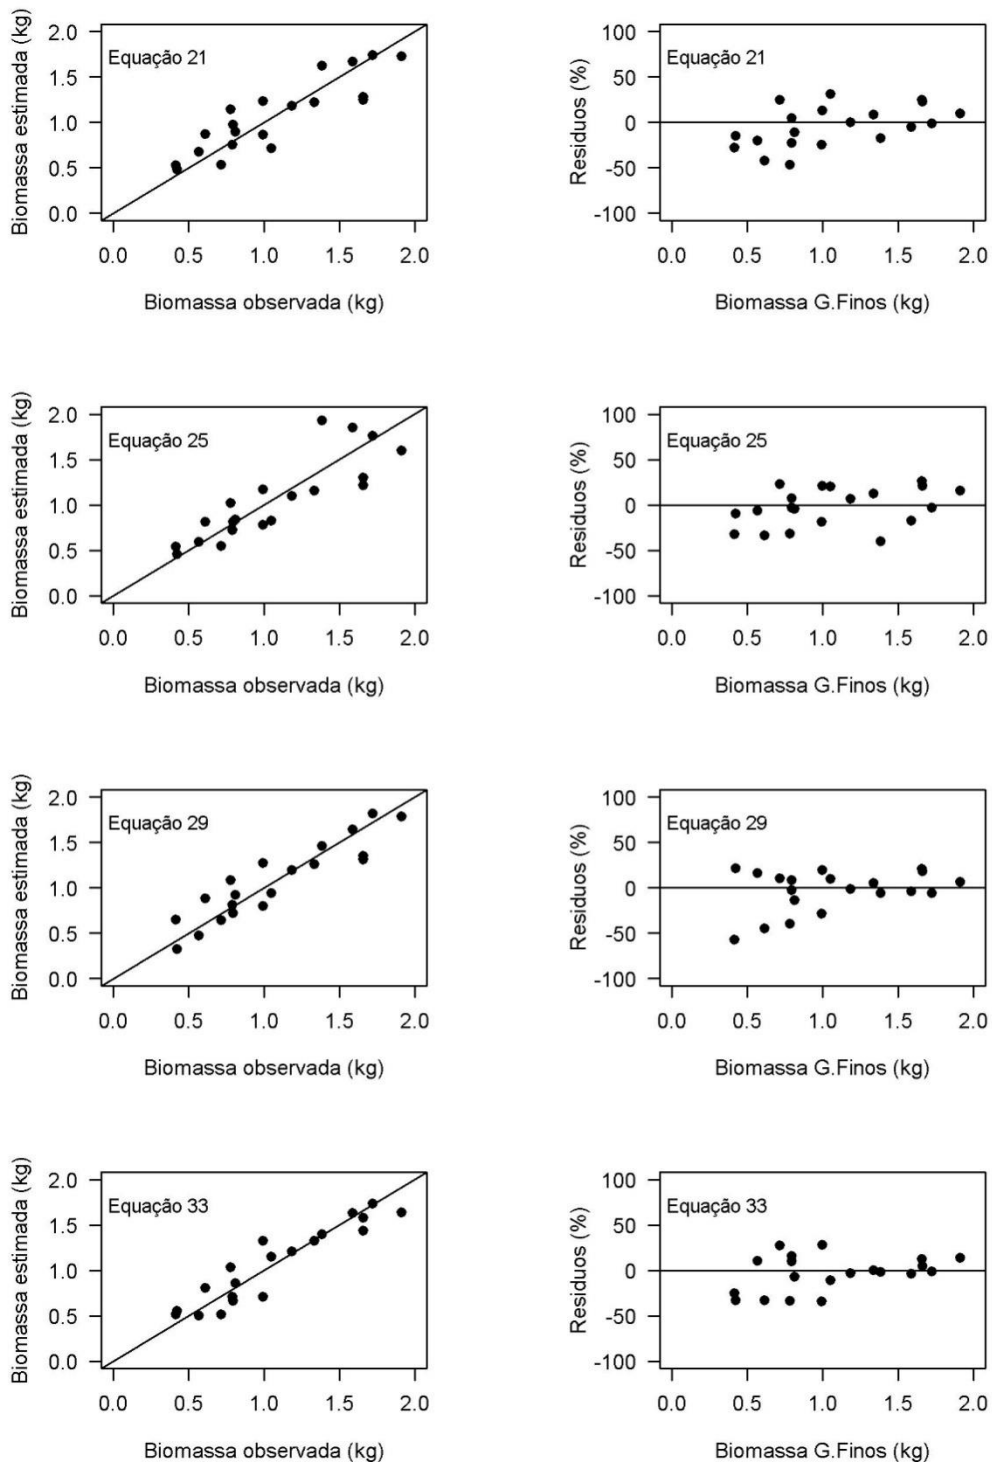 Biomassa estimada (kg)
2.0
1.5
1.0
0.5
0.0
Equação 21
0.0 0.5 1.0 1.5 2.0
Biomassa observada (kg)
Residuos (%)
100
50
0
-50
-100
Equação 21
0.0 0.5 1.0 1.5 2.0
Biomassa G.Finos (kg)
Biomassa estimada (kg)
2.0
1.5
1.0
0.5
0.0
Equação 25
0.0 0.5 1.0 1.5 2.0
Biomassa observada (kg)
Residuos (%)
100
50
0
-50
-100
Equação 25
0.0 0.5 1.0 1.5 2.0
Biomassa G.Finos (kg)
Biomassa estimada (kg)
2.0
1.5
1.0
0.5
0.0
Equação 29
0.0 0.5 1.0 1.5 2.0
Biomassa observada (kg)
Residuos (%)
100
50
0
-50
-100
Equação 29
0.0 0.5 1.0 1.5 2.0
Biomassa G.Finos (kg)
Biomassa estimada (kg)
2.0
1.5
1.0
0.5
0.0
Equação 33
0.0 0.5 1.0 1.5 2.0
Biomassa observada (kg)
Residuos (%)
100
50
0
-50
-100
Equação 33
0.0 0.5 1.0 1.5 2.0
Biomassa G.Finos (kg)